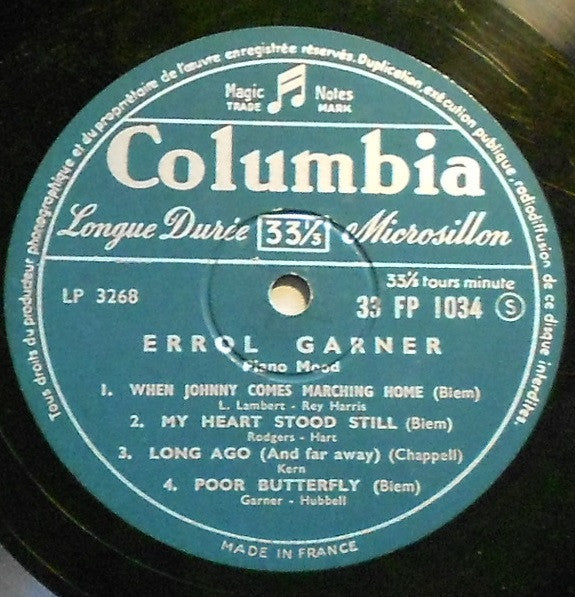 Tous droits du producteur phonographique et du propriétaire de l'œuvre enregistrée réservés. Duplication, exécution publique, radiodiffusion de ce disque interdites.
Magic Notes
TRADE MARK
Columbia
Longue Durée 33⅓ Microsillon
33⅓ tours minute
LP 3268
33 FP 1034 S
ERROL GARNER
Piano Mood
1. WHEN JOHNNY COMES MARCHING HOME (Biem)
L. Lambert - Rey Harris
2. MY HEART STOOD STILL (Biem)
Rodgers - Hart
3. LONG AGO (And far away) (Chappell)
Kern
4. POOR BUTTERFLY (Biem)
Garner - Hubbell
MADE IN FRANCE